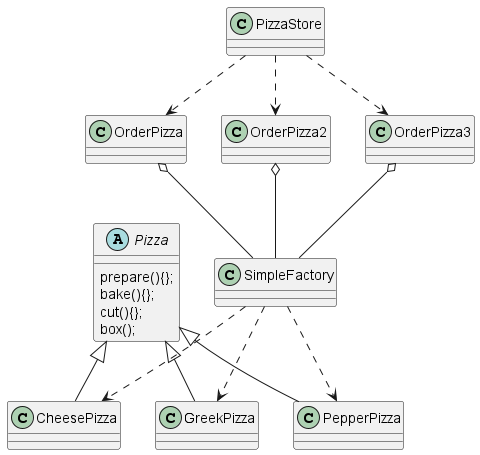 C PizzaStore
C OrderPizza
C OrderPizza2
C OrderPizza3
A Pizza
prepare(){};
bake(){};
cut(){};
box();
C SimpleFactory
C CheesePizza
C GreekPizza
C PepperPizza